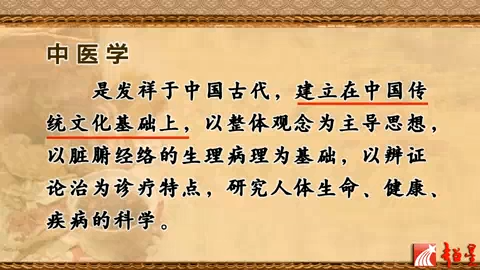 中医学
是发祥于中国古代，建立在中国传
统文化基础上，以整体观念为主导思想，
以脏腑经络的生理病理为基础，以辨证
论治为诊疗特点，研究人体生命、健康、
疾病的科学。
超星